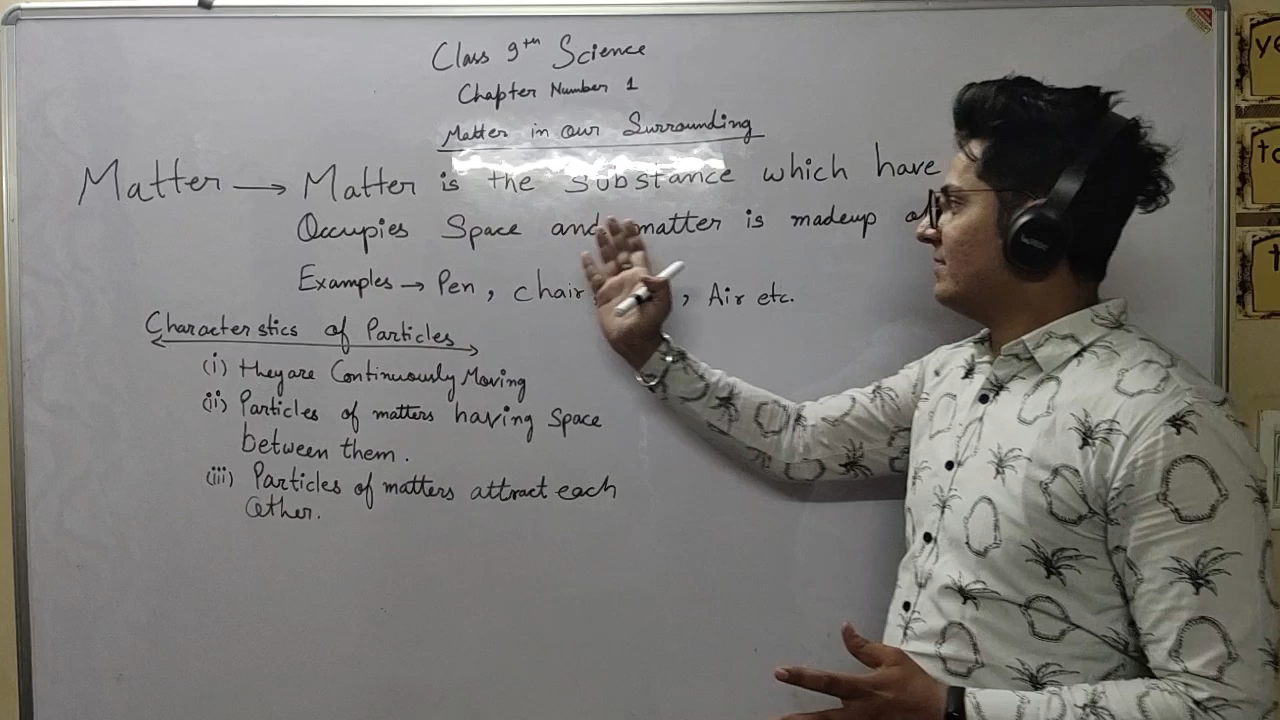 Class 9th Science
Chapter Number 1
Matter in our Surrounding
Matter → Matter is the substance which have
Occupies Space and matter is madeup of
Examples → Pen, chair, , Air etc.
Characterstics of Particles
(i) they are Continuously Moving
(ii) Particles of matters having space
between them.
(iii) Particles of matters attract each
Other.